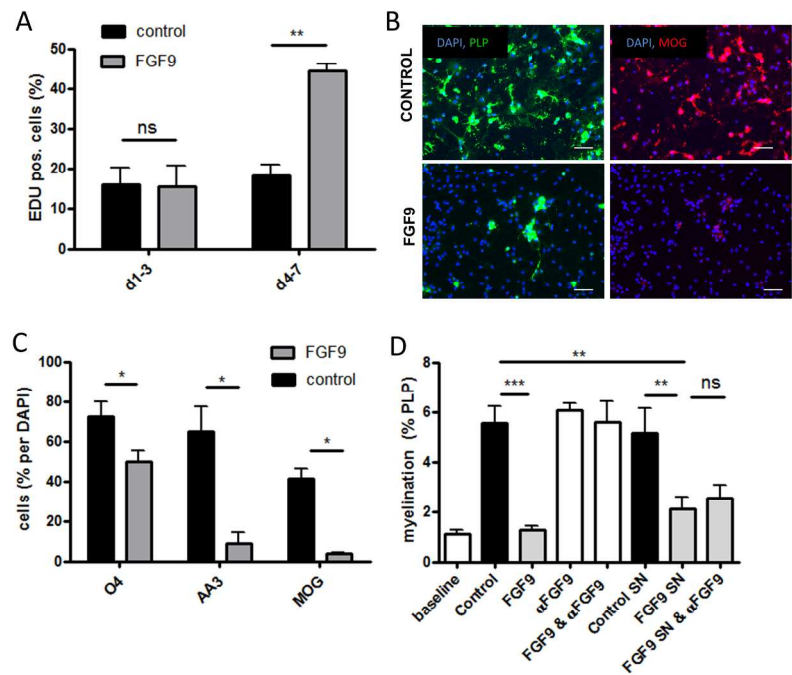 A
control
FGF9
EDU pos. cells (%)
50
40
30
20
10
0
ns
**
d1-3
d4-7
B
DAPI, PLP
DAPI, MOG
CONTROL
FGF9
C
FGF9
control
cells (% per DAPI)
100
80
60
40
20
0
*
*
*
O4
AA3
MOG
D
myelination (% PLP)
8
6
4
2
0
**
***
**
ns
baseline
Control
FGF9
αFGF9
FGF9 & αFGF9
Control SN
FGF9 SN
FGF9 SN & αFGF9